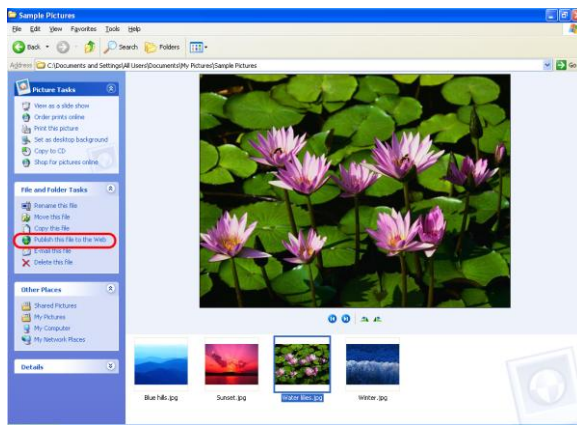 Sample Pictures
File Edit View Favorites Tools Help
Back Search Folders
Address C:\Documents and Settings\All Users\Documents\My Pictures\Sample Pictures Go
Picture Tasks
View as a slide show
Order prints online
Print this picture
Set as desktop background
Copy to CD
Shop for pictures online
File and Folder Tasks
Rename this file
Move this file
Copy this file
Publish this file to the Web
E-mail this file
Delete this file
Other Places
Shared Pictures
My Pictures
My Computer
My Network Places
Details
Blue hills.jpg Sunset.jpg Water lilies.jpg Winter.jpg